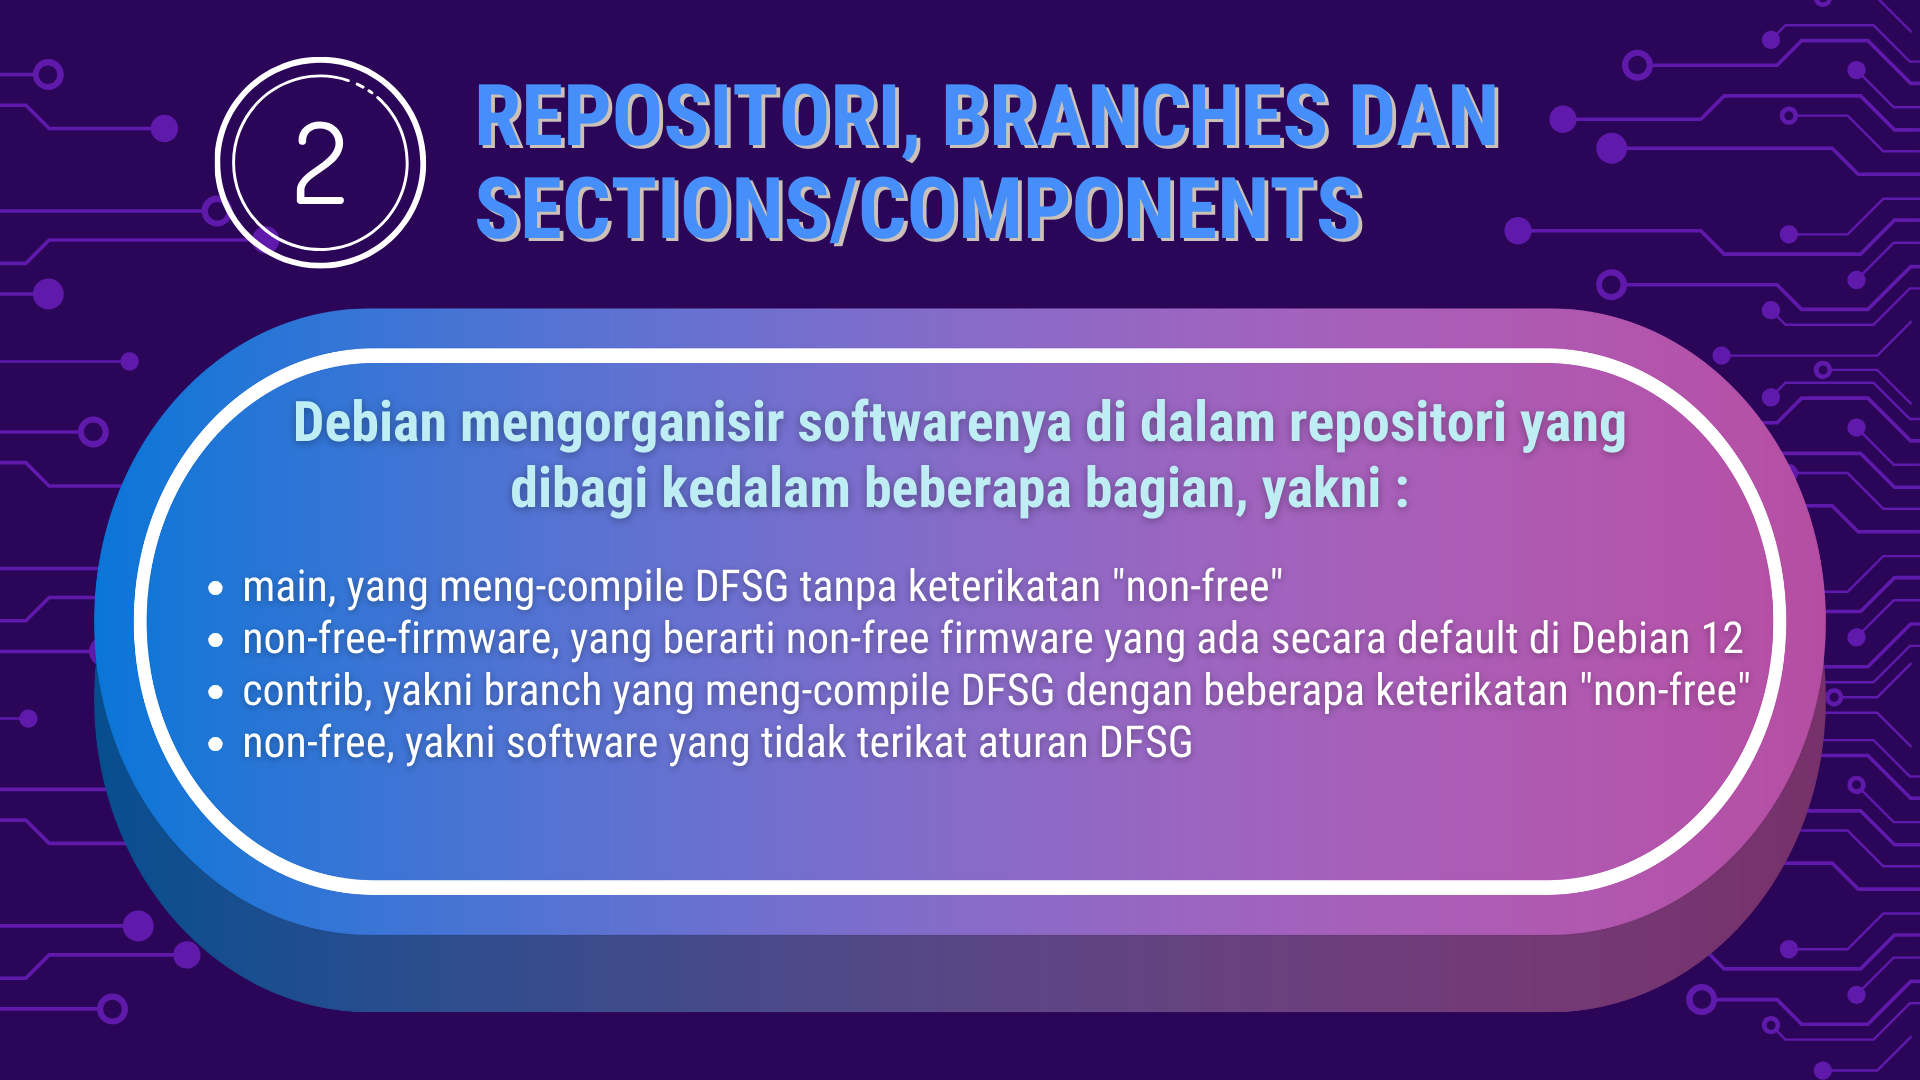 2
REPOSITORI, BRANCHES DAN
SECTIONS/COMPONENTS
Debian mengorganisir softwarenya di dalam repositori yang
dibagi kedalam beberapa bagian, yakni :
• main, yang meng-compile DFSG tanpa keterikatan "non-free"
• non-free-firmware, yang berarti non-free firmware yang ada secara default di Debian 12
• contrib, yakni branch yang meng-compile DFSG dengan beberapa keterikatan "non-free"
• non-free, yakni software yang tidak terikat aturan DFSG